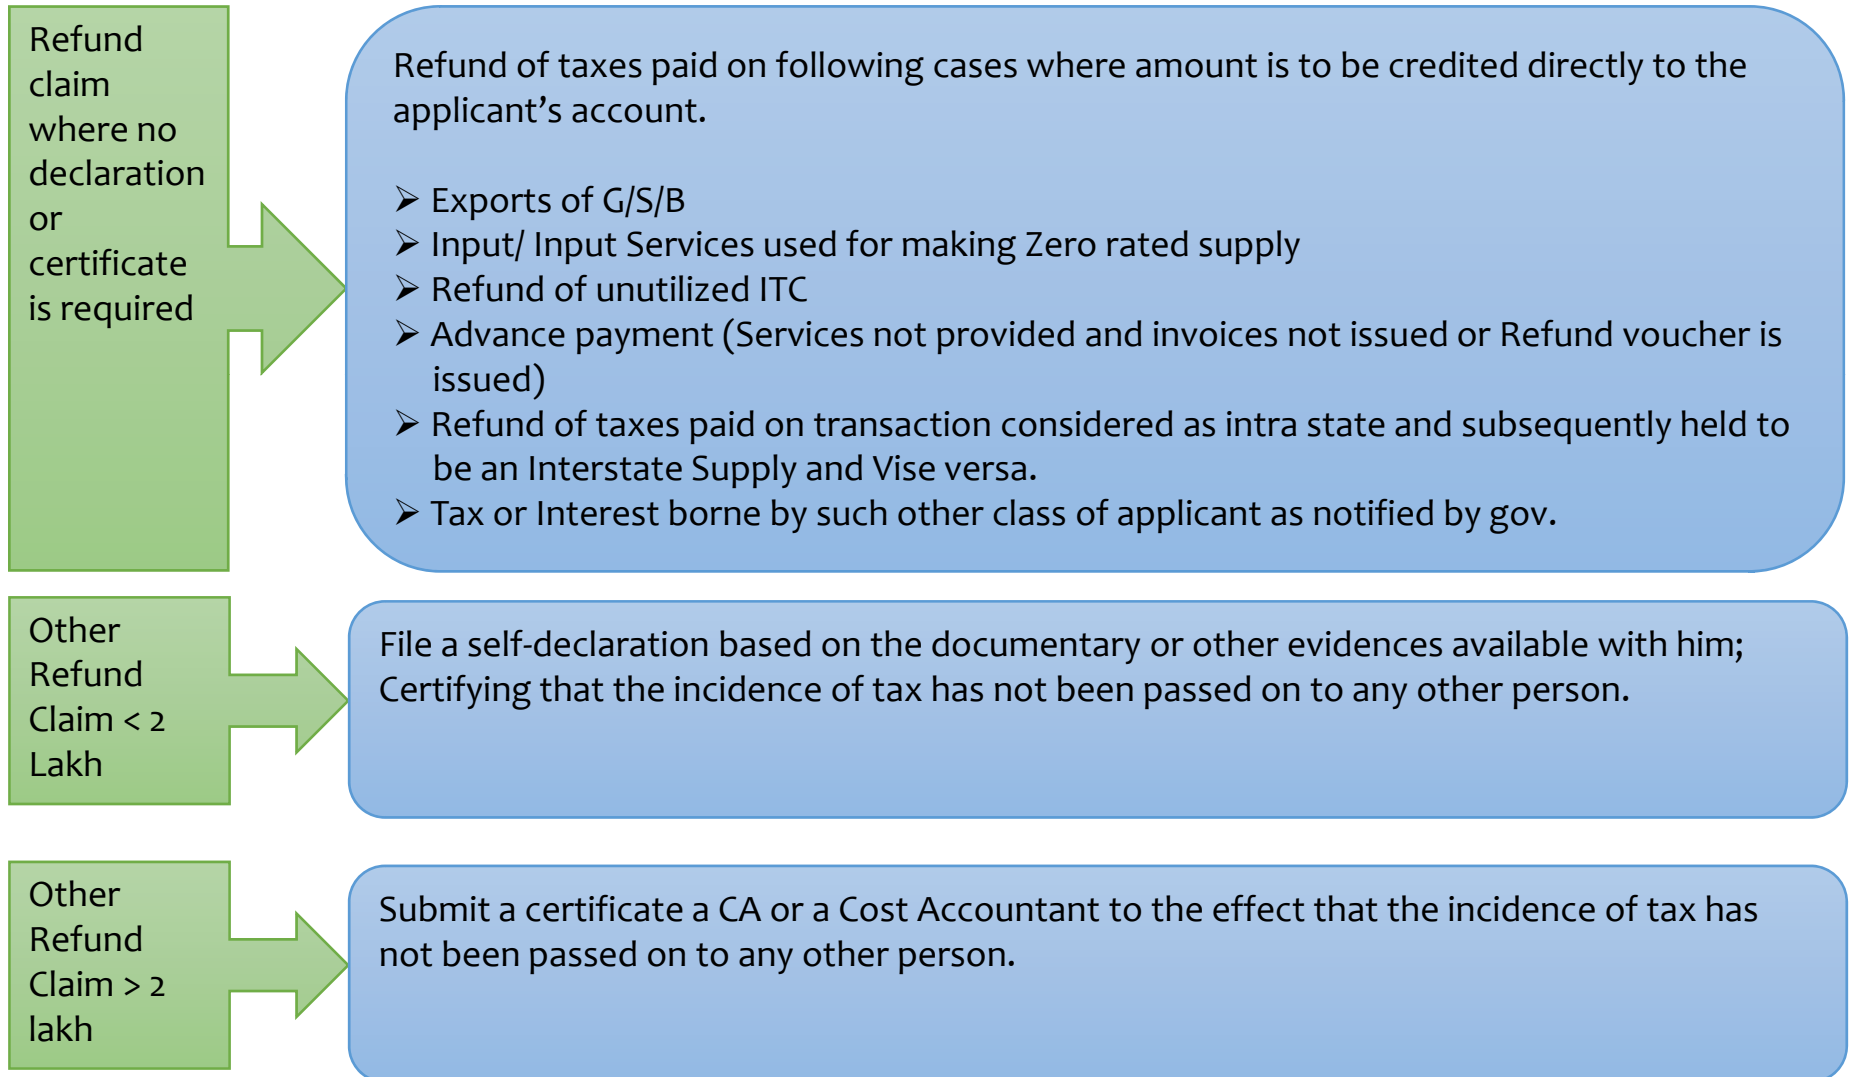 Refund
claim
where no
declaration
or
certificate
is required
Refund of taxes paid on following cases where amount is to be credited directly to the
applicant’s account.
➢ Exports of G/S/B
➢ Input/ Input Services used for making Zero rated supply
➢ Refund of unutilized ITC
➢ Advance payment (Services not provided and invoices not issued or Refund voucher is
issued)
➢ Refund of taxes paid on transaction considered as intra state and subsequently held to
be an Interstate Supply and Vise versa.
➢ Tax or Interest borne by such other class of applicant as notified by gov.
Other
Refund
Claim < 2
Lakh
File a self-declaration based on the documentary or other evidences available with him;
Certifying that the incidence of tax has not been passed on to any other person.
Other
Refund
Claim > 2
lakh
Submit a certificate a CA or a Cost Accountant to the effect that the incidence of tax has
not been passed on to any other person.